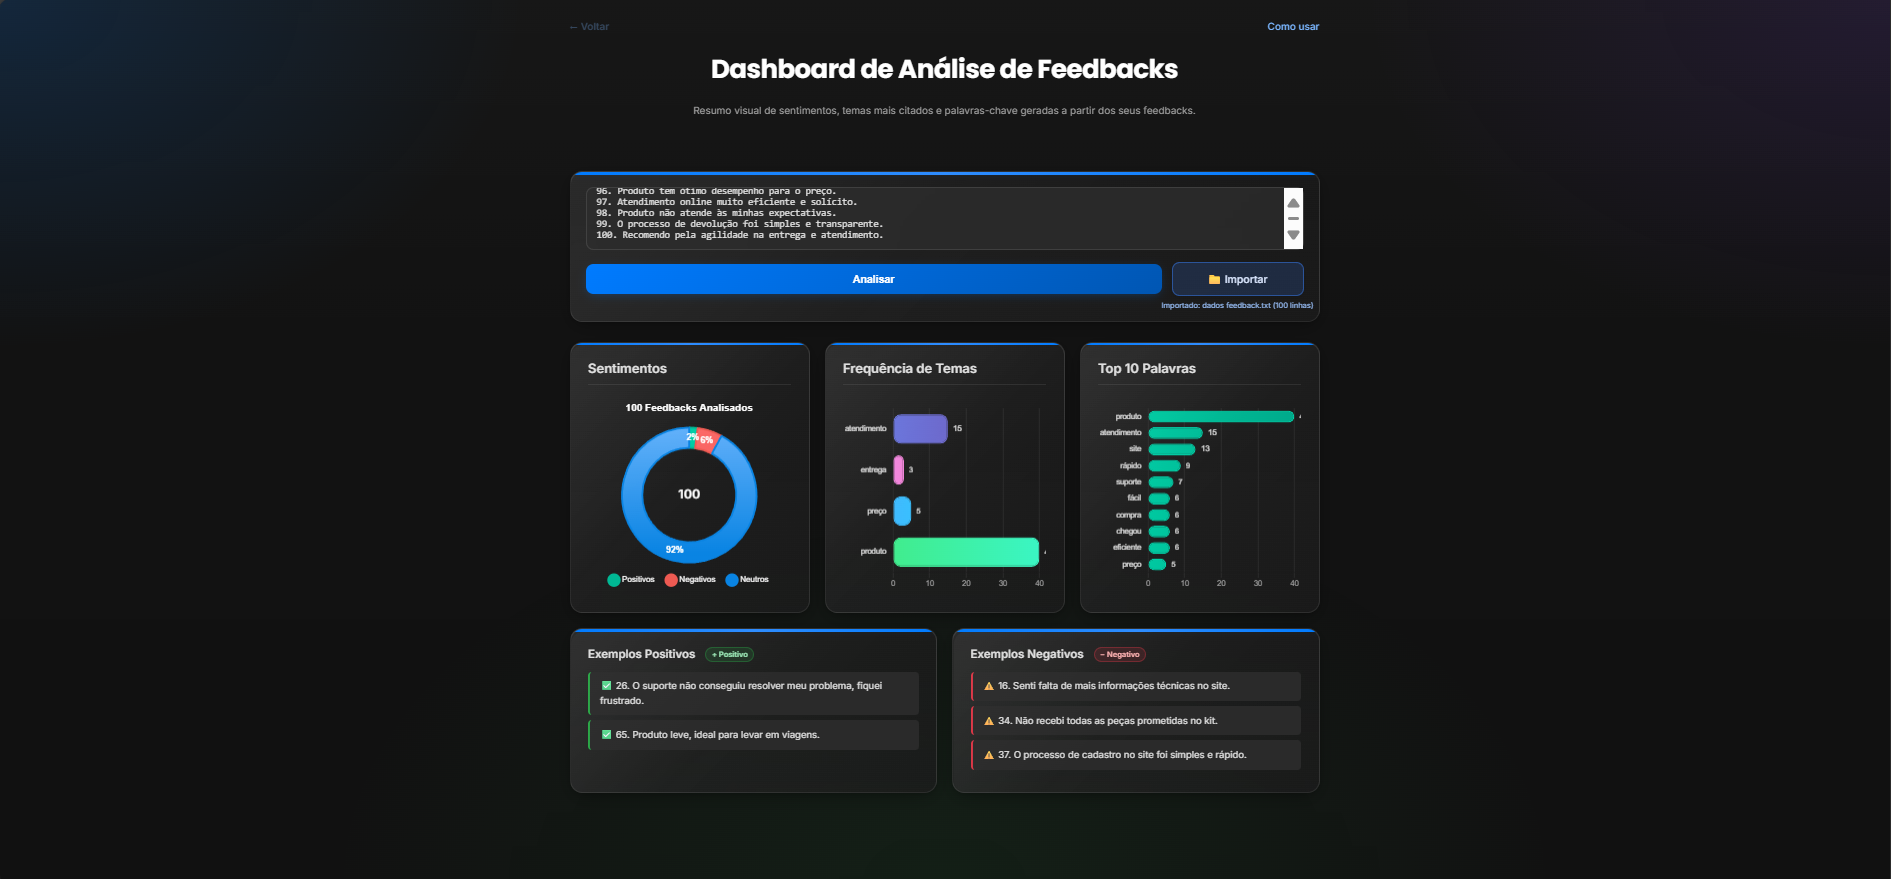 ← Voltar
Como usar
Dashboard de Análise de Feedbacks
Resumo visual de sentimentos, temas mais citados e palavras-chave geradas a partir dos seus feedbacks.
96. Produto tem ótimo desempenho para o preço.
97. Atendimento online muito eficiente e solícito.
98. Produto não atende às minhas expectativas.
99. O processo de devolução foi simples e transparente.
100. Recomendo pela agilidade na entrega e atendimento.
Analisar
Importar
Importado: dados feedback.txt (100 linhas)
Sentimentos
100 Feedbacks Analisados
2%
6%
100
92%
Positivos
Negativos
Neutros
Frequência de Temas
atendimento 15
entrega 3
preço 5
produto
0 10 20 30 40
Top 10 Palavras
produto
atendimento 15
site 13
rápido 9
suporte 7
fácil 6
compra 6
chegou 6
eficiente 6
preço 5
0 10 20 30 40
Exemplos Positivos
+ Positivo
26. O suporte não conseguiu resolver meu problema, fiquei
frustrado.
65. Produto leve, ideal para levar em viagens.
Exemplos Negativos
− Negativo
16. Senti falta de mais informações técnicas no site.
34. Não recebi todas as peças prometidas no kit.
37. O processo de cadastro no site foi simples e rápido.